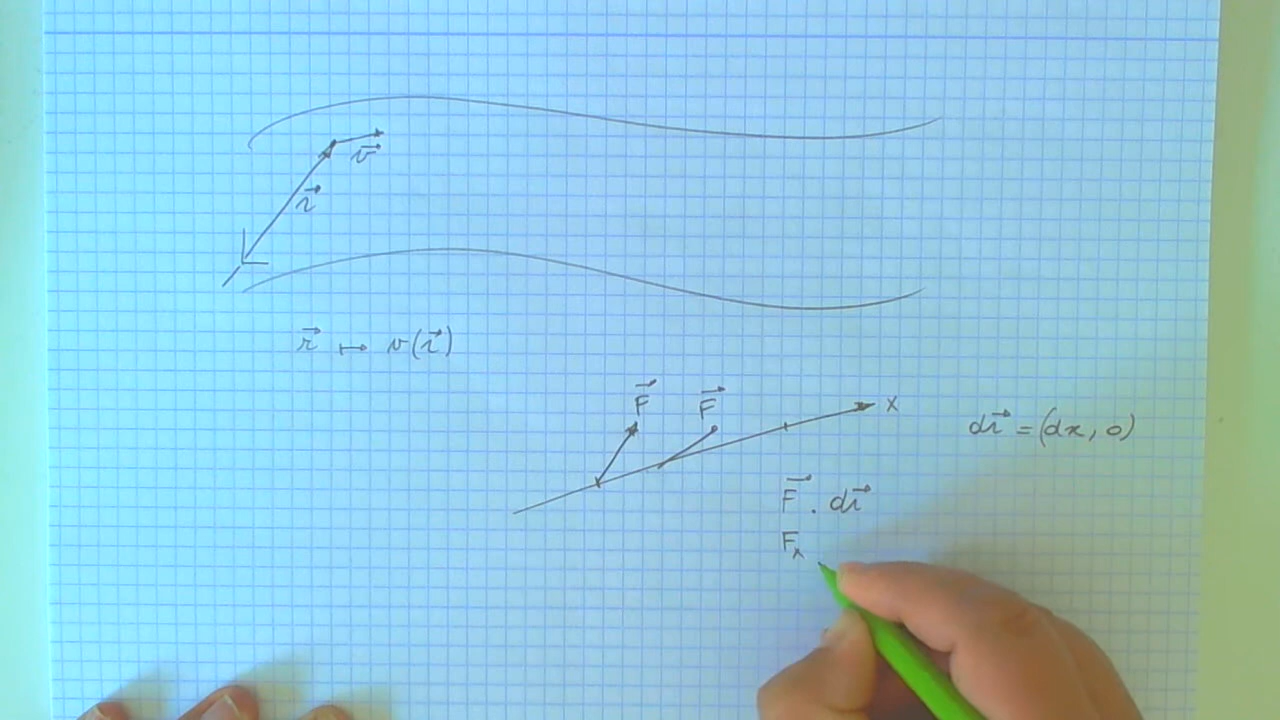 v⃗
r⃗
r⃗ ↦ v(r⃗)
F⃗ F⃗
x
dr⃗ = (dx, 0)
F⃗ . dr⃗
Fₓ